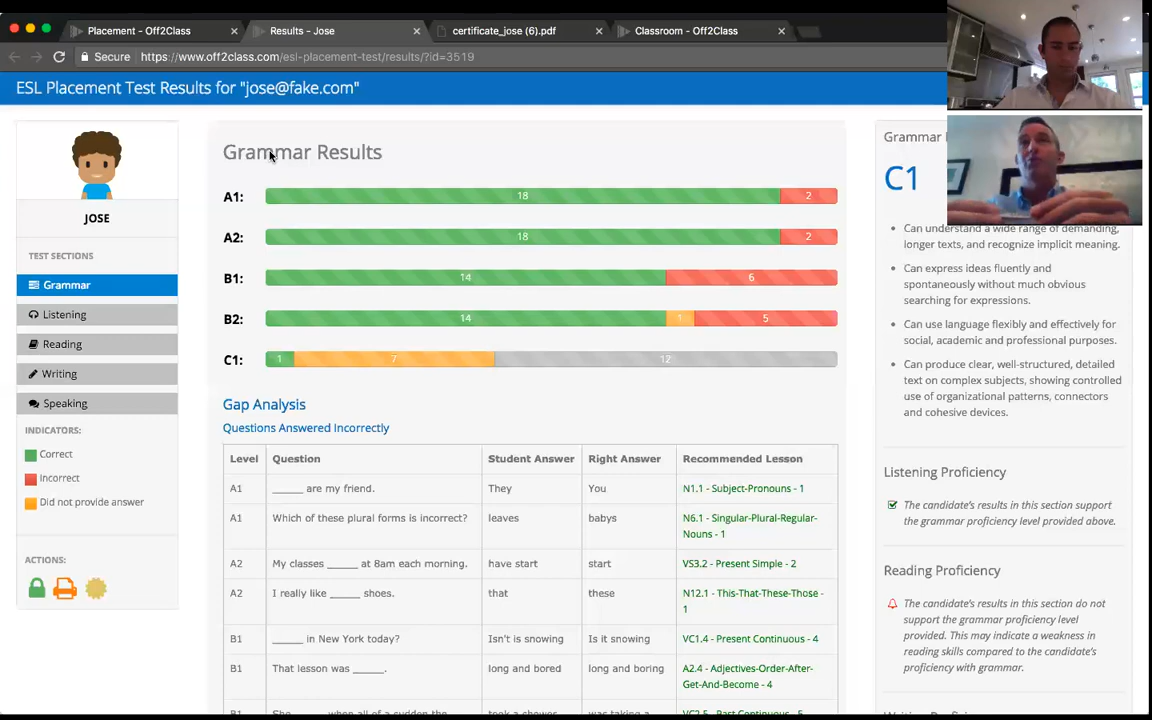 Placement - Off2Class
Results - Jose
certificate_jose (6).pdf
Classroom - Off2Class
Secure
https://www.off2class.com/esl-placement-test/results/?id=3519
ESL Placement Test Results for "jose@fake.com"
JOSE
TEST SECTIONS
Grammar
Listening
Reading
Writing
Speaking
INDICATORS:
Correct
Incorrect
Did not provide answer
ACTIONS:
Grammar Results
A1: 18 2
A2: 18 2
B1: 14 6
B2: 14 1 5
C1: 1 7 12
Gap Analysis
Questions Answered Incorrectly
Level Question Student Answer Right Answer Recommended Lesson
A1 ______ are my friend. They You N1.1 - Subject-Pronouns - 1
A1 Which of these plural forms is incorrect? leaves babys N6.1 - Singular-Plural-Regular-
Nouns - 1
A2 My classes ______ at 8am each morning. have start start VS3.2 - Present Simple - 2
A2 I really like ______ shoes. that these N12.1 - This-That-These-Those -
1
B1 ______ in New York today? Isn't is snowing Is it snowing VC1.4 - Present Continuous - 4
B1 That lesson was ______. long and bored long and boring A2.4 - Adjectives-Order-After-
Get-And-Become - 4
Grammar
C1
Can understand a wide range of demanding,
longer texts, and recognize implicit meaning.
Can express ideas fluently and
spontaneously without much obvious
searching for expressions.
Can use language flexibly and effectively for
social, academic and professional purposes.
Can produce clear, well-structured, detailed
text on complex subjects, showing controlled
use of organizational patterns, connectors
and cohesive devices.
Listening Proficiency
The candidate's results in this section support
the grammar proficiency level provided above.
Reading Proficiency
The candidate's results in this section do not
support the grammar proficiency level
provided. This may indicate a weakness in
reading skills compared to the candidate's
proficiency with grammar.